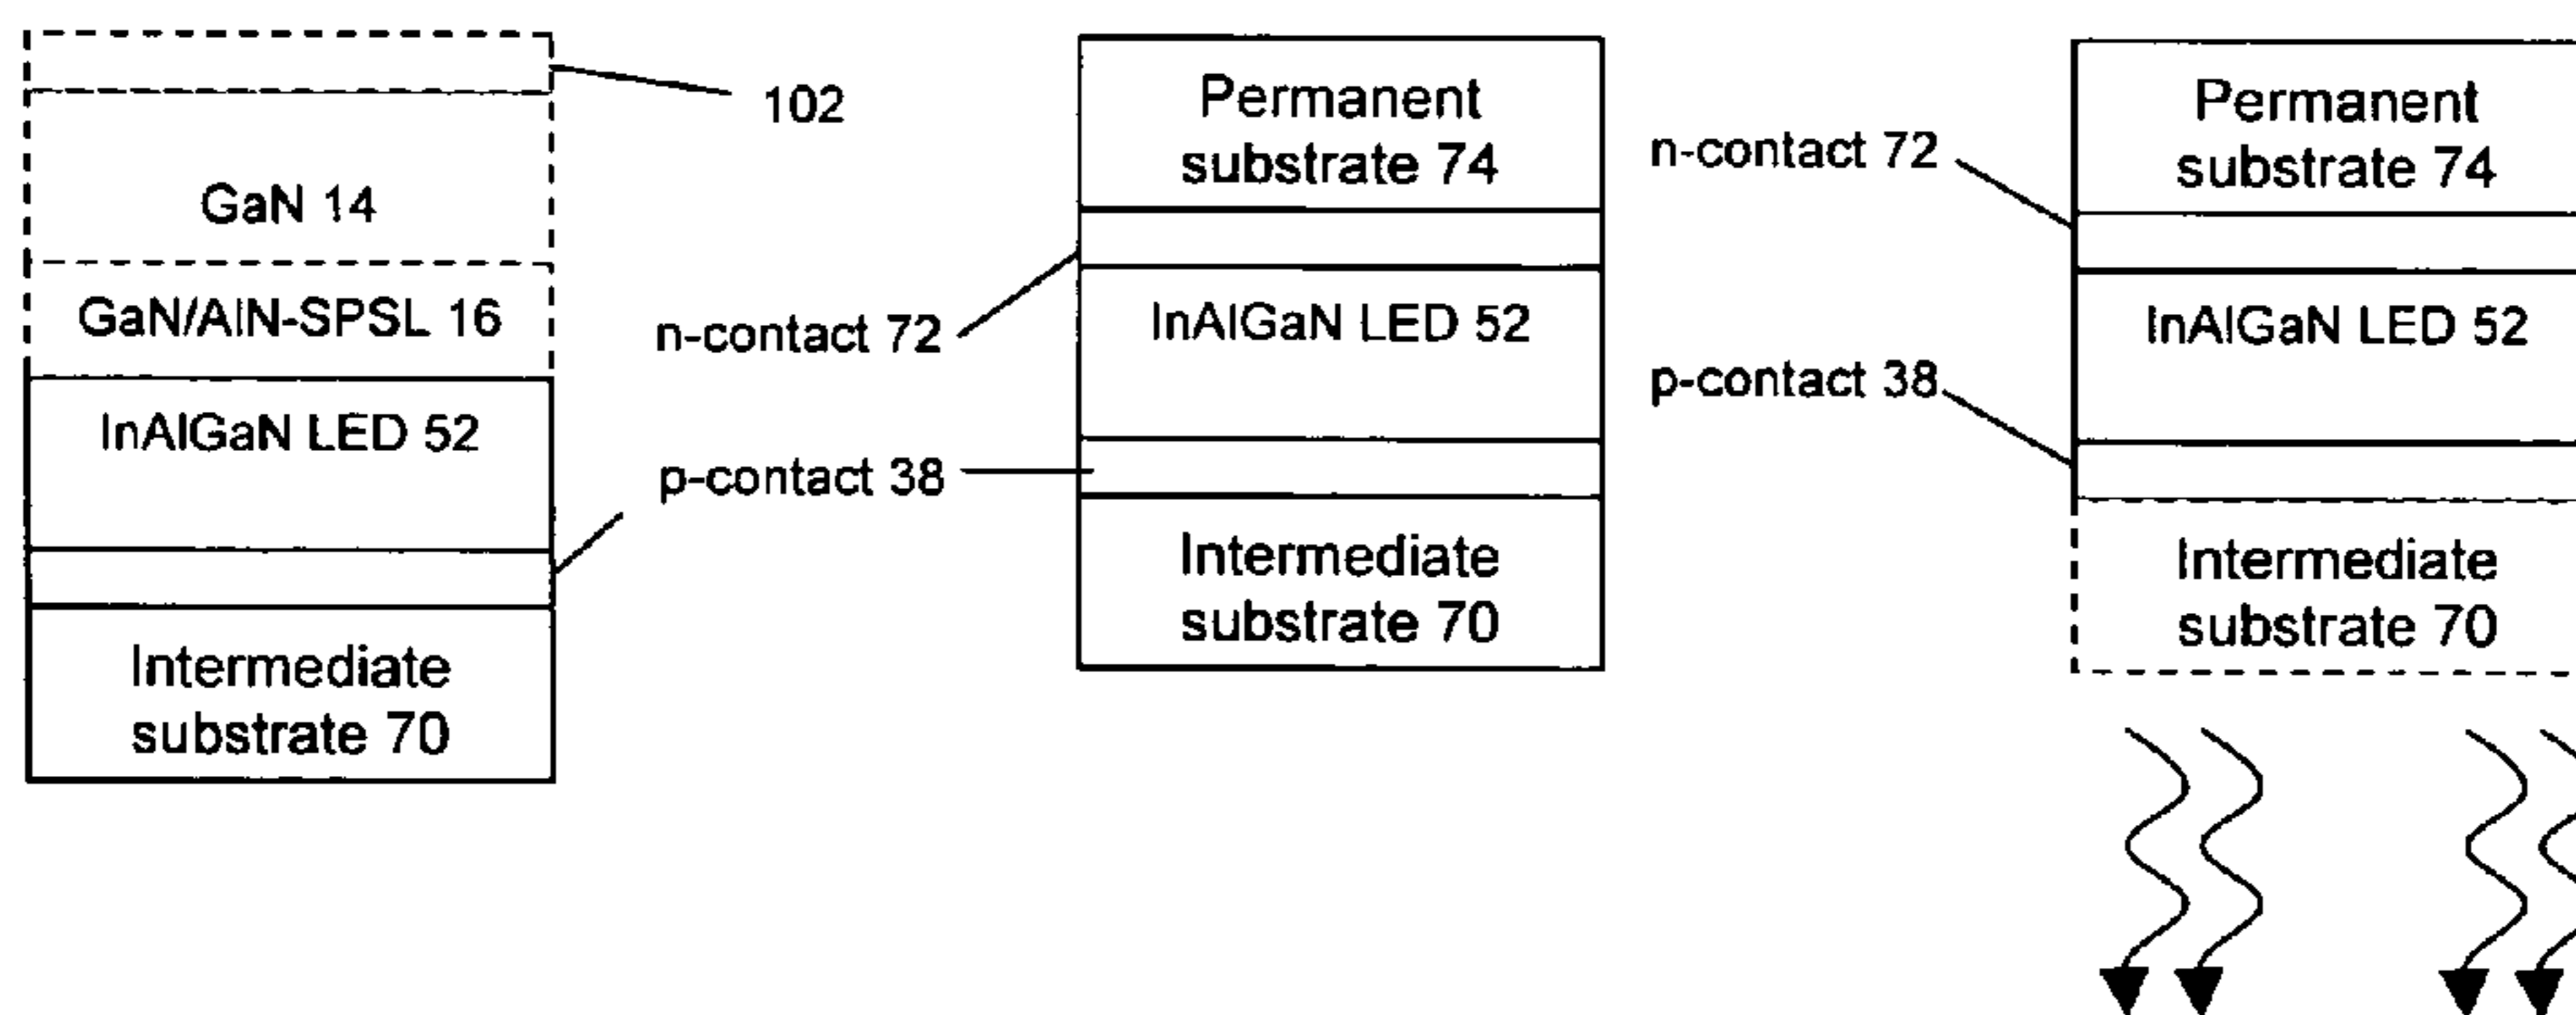 102
GaN 14
GaN/AlN-SPSL 16
InAlGaN LED 52
Intermediate
substrate 70
n-contact 72
p-contact 38
Permanent
substrate 74
InAlGaN LED 52
Intermediate
substrate 70
n-contact 72
p-contact 38
Permanent
substrate 74
InAlGaN LED 52
Intermediate
substrate 70